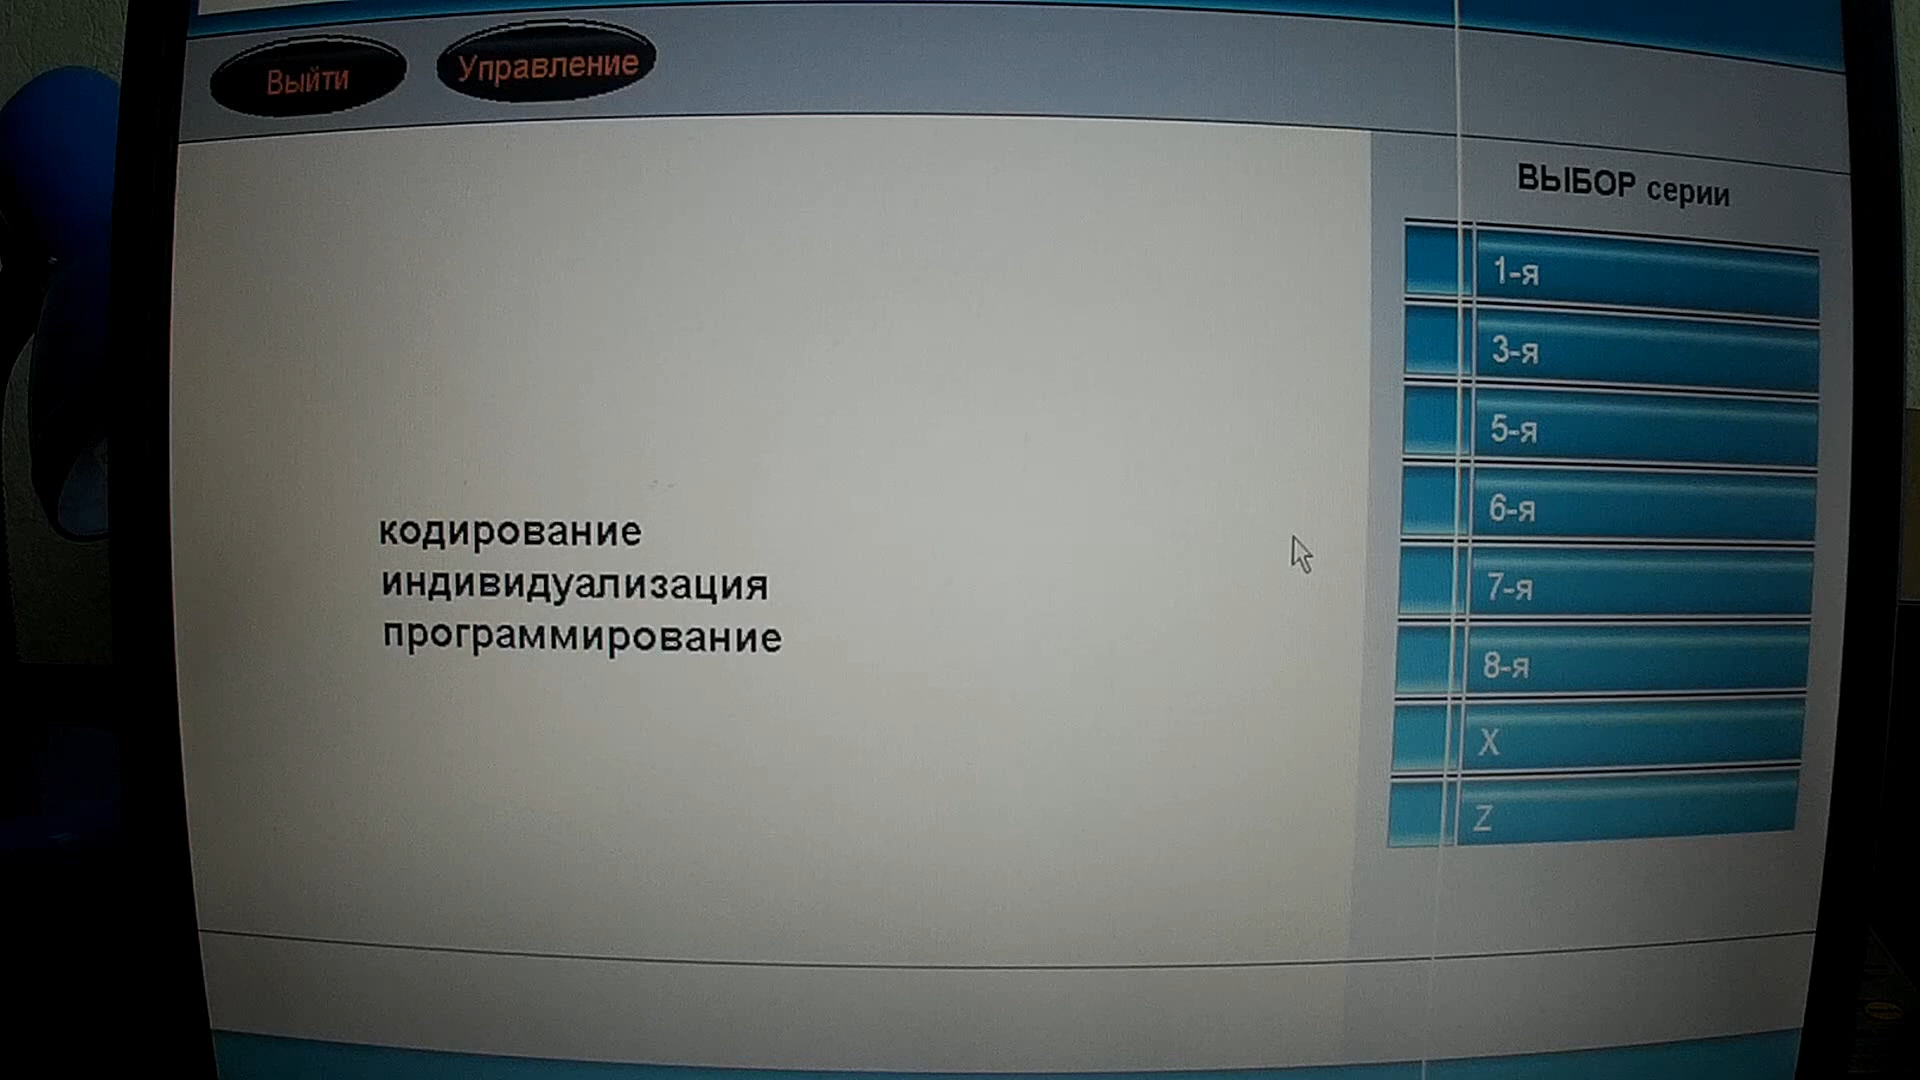 Выйти
Управление
ВЫБОР серии
1-я
3-я
5-я
6-я
7-я
8-я
X
Z
кодирование
индивидуализация
программирование